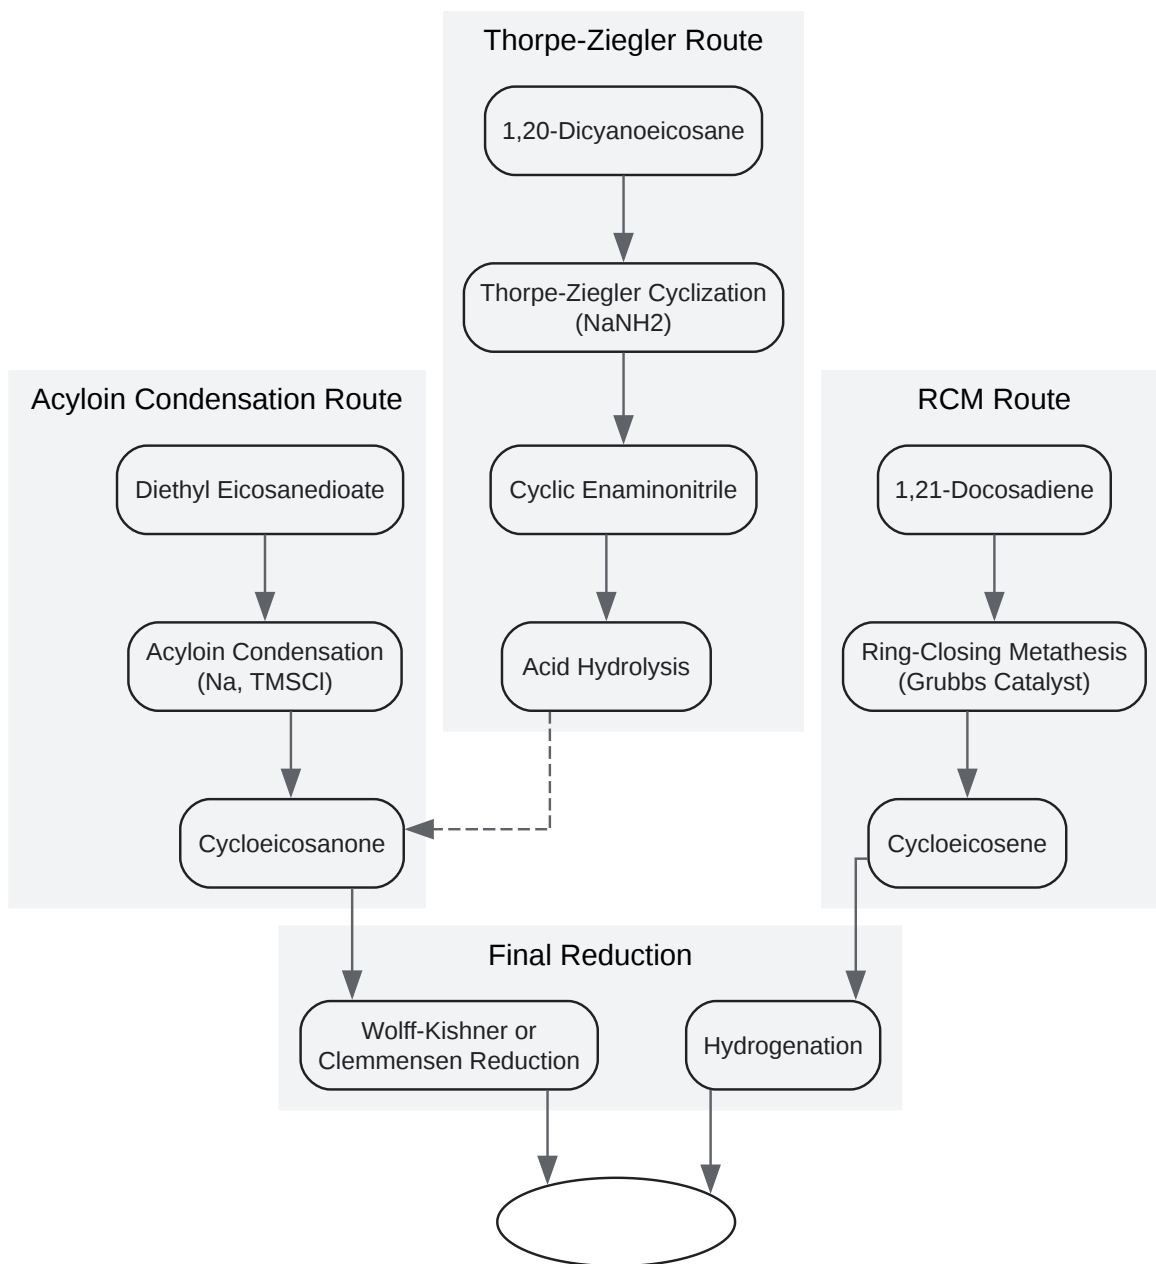 Thorpe-Ziegler Route
1,20-Dicyanoeicosane
Thorpe-Ziegler Cyclization
(NaNH2)
Cyclic Enaminonitrile
Acid Hydrolysis
Acyloin Condensation Route
Diethyl Eicosanedioate
Acyloin Condensation
(Na, TMSCl)
Cycloeicosanone
RCM Route
1,21-Docosadiene
Ring-Closing Metathesis
(Grubbs Catalyst)
Cycloeicosene
Final Reduction
Wolff-Kishner or
Clemmensen Reduction
Hydrogenation